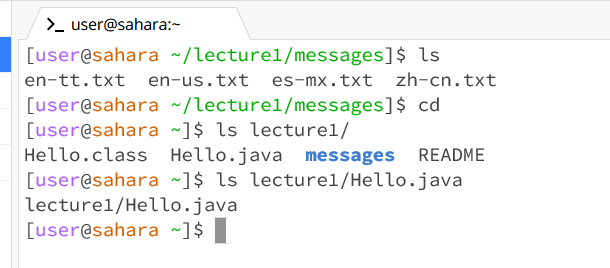 user@sahara:~
[user@sahara ~/lecture1/messages]$ ls
en-tt.txt  en-us.txt  es-mx.txt  zh-cn.txt
[user@sahara ~/lecture1/messages]$ cd
[user@sahara ~]$ ls lecture1/
Hello.class  Hello.java  messages  README
[user@sahara ~]$ ls lecture1/Hello.java
lecture1/Hello.java
[user@sahara ~]$